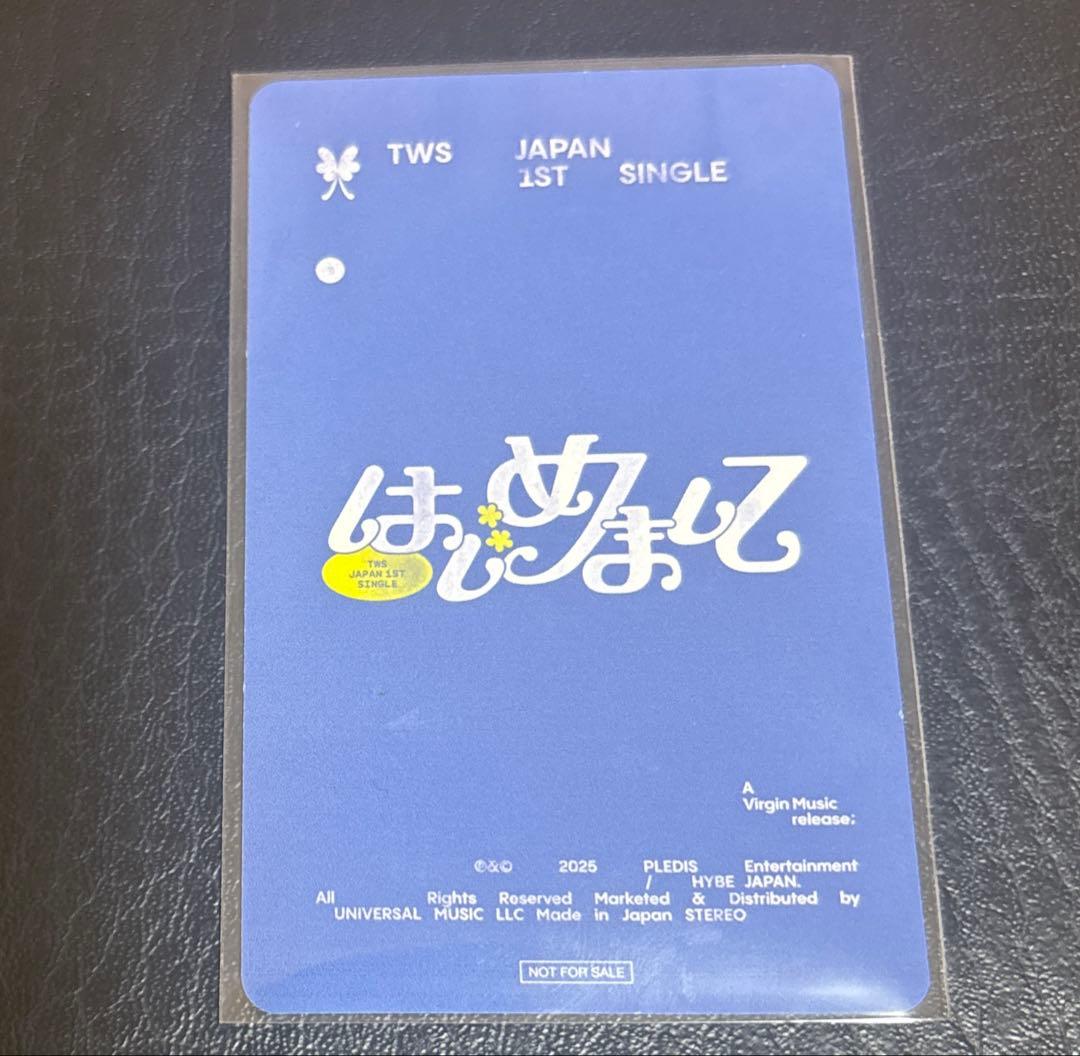 TWS JAPAN
1ST SINGLE
はじめまして
TWS
JAPAN 1ST
SINGLE
A
Virgin Music
release;
℗&© 2025 PLEDIS Entertainment
/ HYBE JAPAN.
All Rights Reserved Marketed & Distributed by
UNIVERSAL MUSIC LLC Made in Japan STEREO
NOT FOR SALE